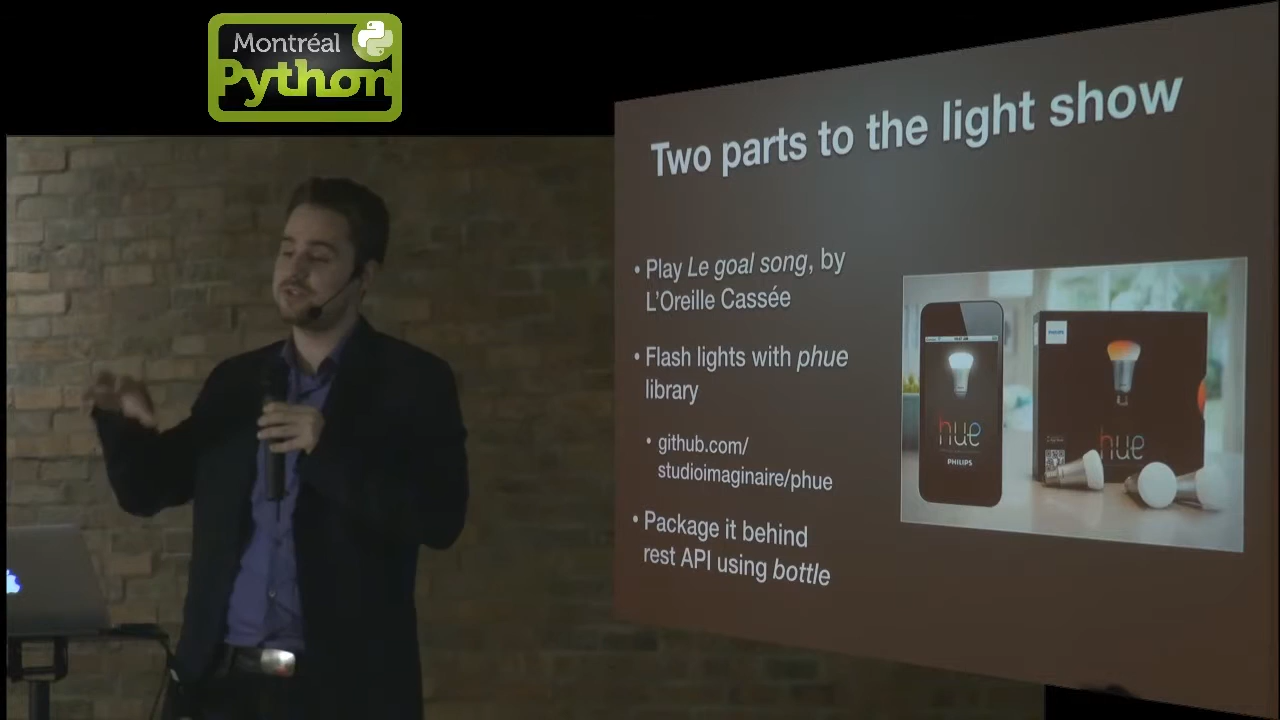 Montréal
Python
Two parts to the light show
• Play Le goal song, by
L'Oreille Cassée
• Flash lights with phue
library
• github.com/
studioimaginaire/phue
• Package it behind
rest API using bottle
hue
PHILIPS
PHILIPS
hue